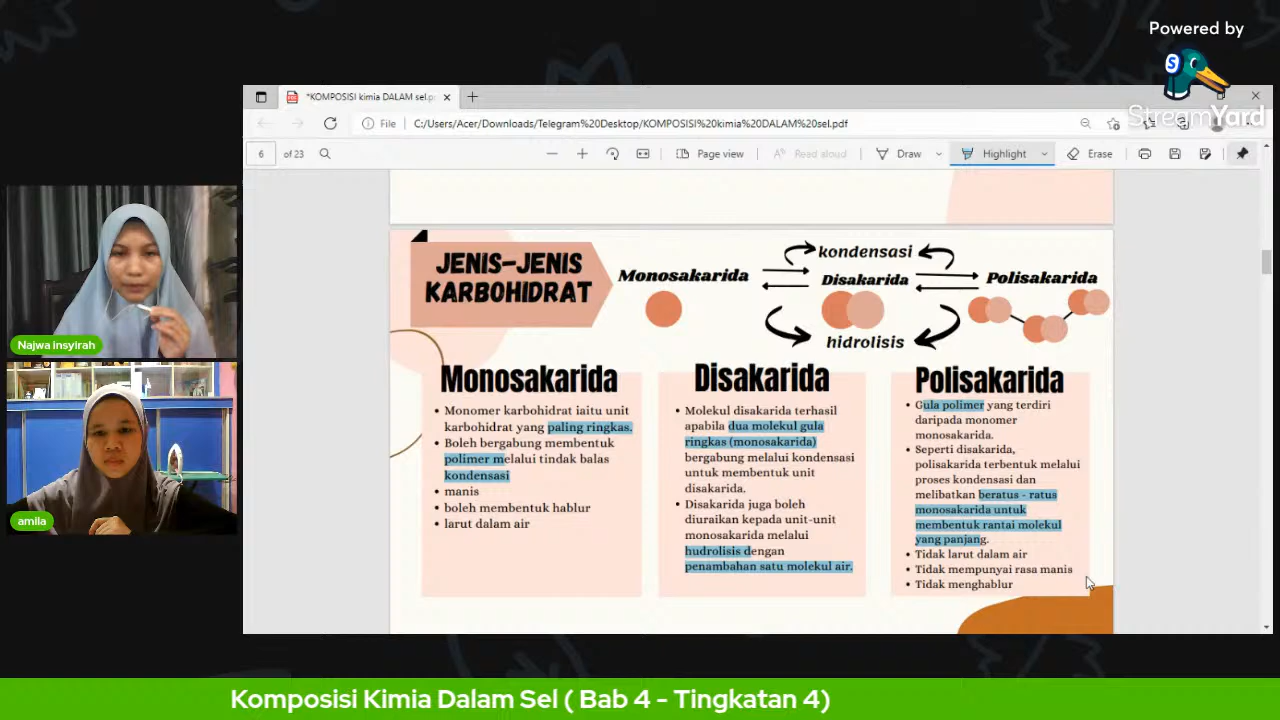 Powered by
StreamYard
*KOMPOSISI kimia DALAM sel.p
File
C:/Users/Acer/Downloads/Telegram%20Desktop/KOMPOSISI%20kimia%20DALAM%20sel.pdf
6 of 23
Page view
Read aloud
Draw
Highlight
Erase
JENIS-JENIS
KARBOHIDRAT
kondensasi
Monosakarida
Disakarida
Polisakarida
hidrolisis
Monosakarida
• Monomer karbohidrat iaitu unit
karbohidrat yang paling ringkas.
• Boleh bergabung membentuk
polimer melalui tindak balas
kondensasi
• manis
• boleh membentuk hablur
• larut dalam air
Disakarida
• Molekul disakarida terhasil
apabila dua molekul gula
ringkas (monosakarida)
bergabung melalui kondensasi
untuk membentuk unit
disakarida.
• Disakarida juga boleh
diuraikan kepada unit-unit
monosakarida melalui
hudrolisis dengan
penambahan satu molekul air.
Polisakarida
• Gula polimer yang terdiri
daripada monomer
monosakarida.
• Seperti disakarida,
polisakarida terbentuk melalui
proses kondensasi dan
melibatkan beratus - ratus
monosakarida untuk
membentuk rantai molekul
yang panjang.
• Tidak larut dalam air
• Tidak mempunyai rasa manis
• Tidak menghablur
Najwa Insyirah
amila
Komposisi Kimia Dalam Sel ( Bab 4 - Tingkatan 4)